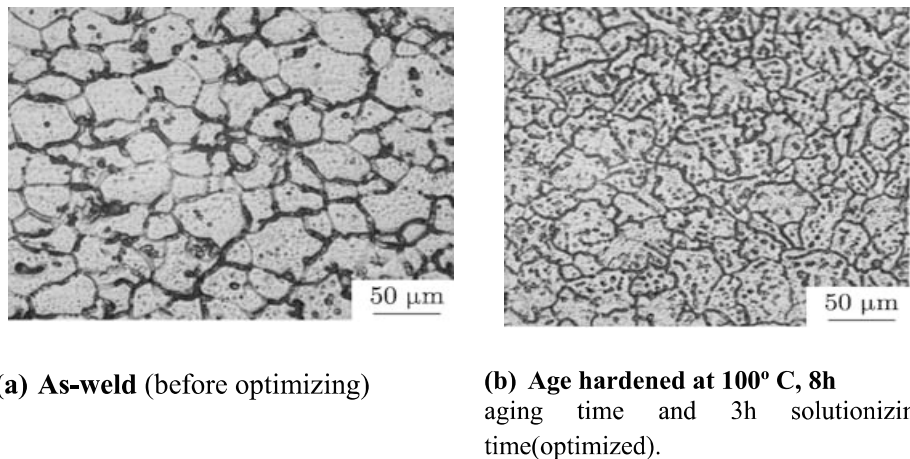 50 µm
50 µm
(a) As-weld (before optimizing)
(b) Age hardened at 100º C, 8h
aging time and 3h solutionizin
time(optimized).